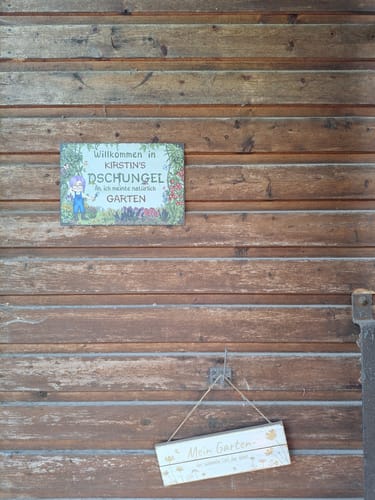 Willkommen in
KIRSTIN'S
DSCHUNGEL
Äh, ich meinte natürlich
GARTEN
Mein Garten